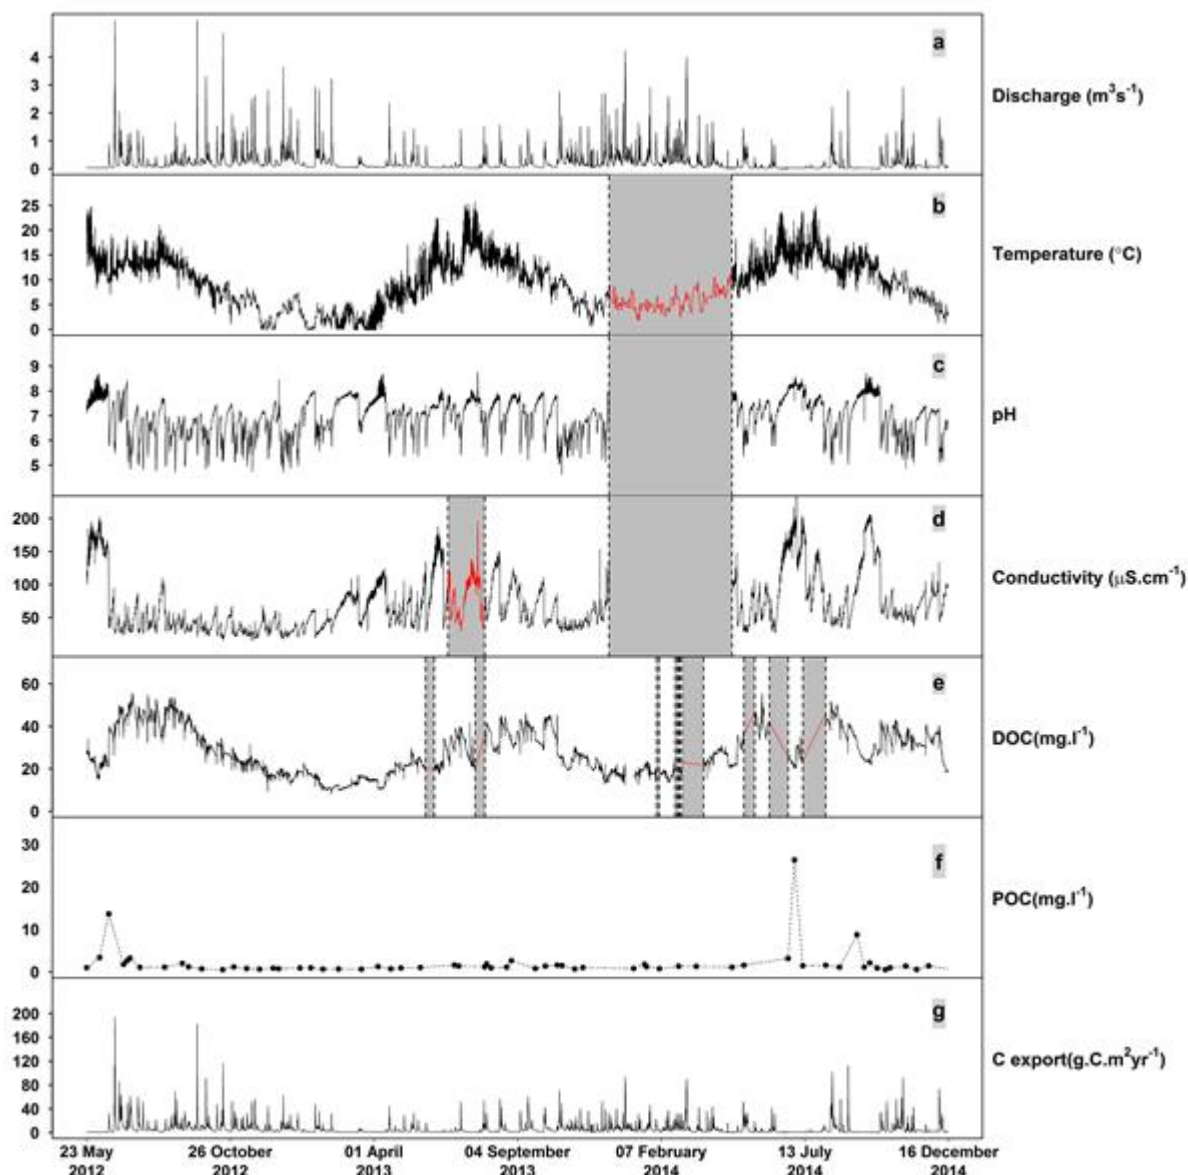 a
4
3
2
1
0
Discharge (m³s⁻¹)
b
25
20
15
10
5
0
Temperature (°C)
c
9
8
7
6
5
pH
d
200
150
100
50
Conductivity (µS.cm⁻¹)
e
60
40
20
0
DOC(mg.l⁻¹)
f
30
20
10
0
POC(mg.l⁻¹)
g
200
160
120
80
40
0
C export(g.C.m²yr⁻¹)
23 May 26 October 01 April 04 September 07 February 13 July 16 December
2012 2012 2013 2013 2014 2014 2014